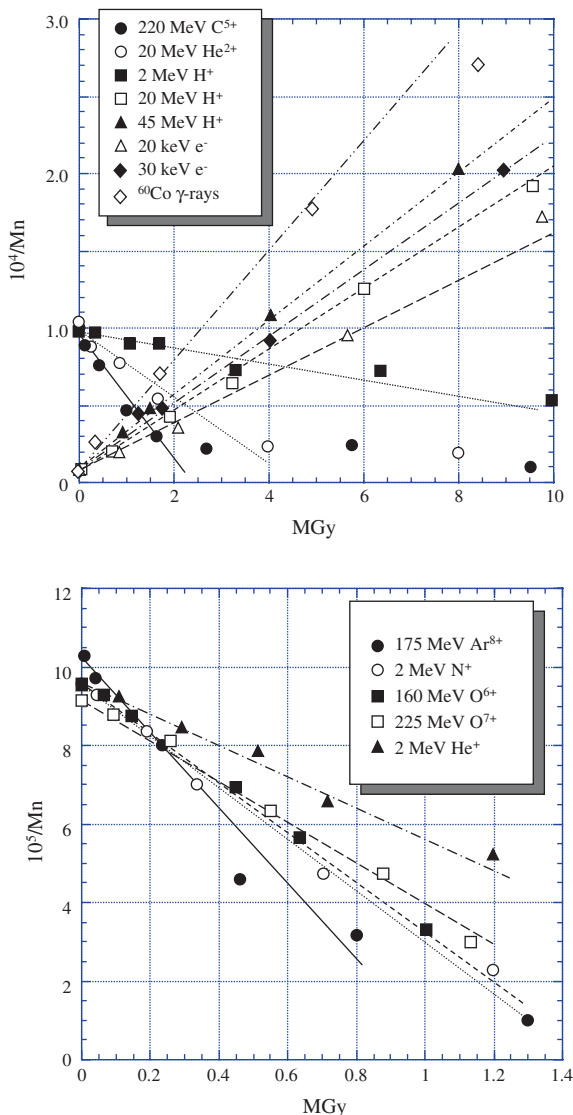 3.0
2.0
1.0
0
10⁴/Mn
220 MeV C⁵⁺
20 MeV He²⁺
2 MeV H⁺
20 MeV H⁺
45 MeV H⁺
20 keV e⁻
30 keV e⁻
⁶⁰Co γ-rays
0 2 4 6 8 10
MGy
12
10
8
6
4
2
0
10⁵/Mn
175 MeV Ar⁸⁺
2 MeV N⁺
160 MeV O⁶⁺
225 MeV O⁷⁺
2 MeV He⁺
0 0.2 0.4 0.6 0.8 1 1.2 1.4
MGy